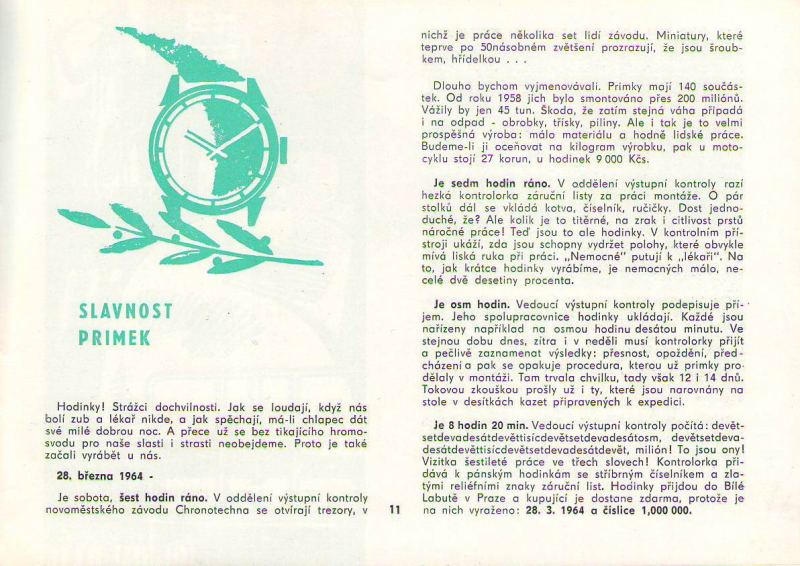 SLAVNOST
PRIMEK
Hodinky! Strážci dochvilnosti. Jak se loudají, když nás
bolí zub a lékař nikde, a jak spěchají, má-li chlapec dát
své milé dobrou noc. A přece už se bez tikajícího hromo-
svodu pro naše slasti i strasti neobejdeme. Proto je také
začali vyrábět u nás.
28. března 1964 -
Je sobota, šest hodin ráno. V oddělení výstupní kontroly
novoměstského závodu Chronotechna se otvírají trezory, v
11
nichž je práce několika set lidí závodu. Miniatury, které
teprve po 50násobném zvětšení prozrazují, že jsou šroub-
kem, hřídelkou . . .
Dlouho bychom vyjmenovávali. Primky mají 140 součás-
tek. Od roku 1958 jich bylo smontováno přes 200 miliónů.
Vážily by jen 45 tun. Škoda, že zatím stejná váha připadá
i na odpad - obrobky, třísky, piliny. Ale i tak je to velmi
prospěšná výroba: málo materiálu a hodně lidské práce.
Budeme-li ji oceňovat na kilogram výrobku, pak u moto-
cyklu stojí 27 korun, u hodinek 9 000 Kčs.
Je sedm hodin ráno. V oddělení výstupní kontroly razí
hezká kontrolorka záruční listy za práci montáže. O pár
stolků dál se vkládá kotva, číselník, ručičky. Dost jedno-
duché, že? Ale kolik je to titěrné, na zrak i citlivost prstů
náročné práce! Teď jsou to ale hodinky. V kontrolním pří-
stroji ukáží, zda jsou schopny vydržet polohy, které obvykle
mívá liská ruka při práci. „Nemocné" putují k „lékaři". Na
to, jak krátce hodinky vyrábíme, je nemocných málo, ne-
celé dvě desetiny procenta.
Je osm hodin. Vedoucí výstupní kontroly podepisuje pří-
jem. Jeho spolupracovnice hodinky ukládají. Každé jsou
nařízeny například na osmou hodinu desátou minutu. Ve
stejnou dobu dnes, zítra i v neděli musí kontrolorky přijít
a pečlivě zaznamenat výsledky: přesnost, opoždění, před-
cházení a pak se opakuje procedura, kterou už primky pro-
dělaly v montáži. Tam trvala chvilku, tady však 12 i 14 dnů.
Tokovou zkouškou prošly už i ty, které jsou narovnány na
stole v desítkách kazet připravených k expedici.
Je 8 hodin 20 min. Vedoucí výstupní kontroly počítá: devět-
setdevadesátdevěttisícdevětsetdevadesátosm, devětsetdeva-
desátdevěttisícdevětsetdevadesátdevět, milión! To jsou ony!
Vizitka šestileté práce ve třech slovech! Kontrolorka při-
dává k pánským hodinkám se stříbrným číselníkem a zla-
tými reliéfními znaky záruční list. Hodinky přijdou do Bílé
Labutě v Praze a kupující je dostane zdarma, protože je
na nich vyraženo: 28. 3. 1964 a číslice 1,000 000.